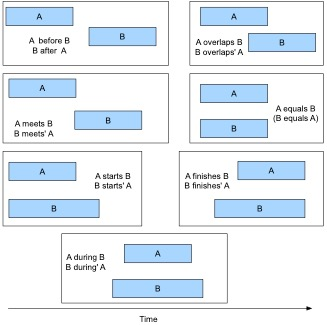 A
B
A before B
B after A
A
B
A overlaps B
B overlaps' A
A
B
A meets B
B meets' A
A
B
A equals B
(B equals A)
A
B
A starts B
B starts' A
A
B
A finishes B
B finishes' A
A
B
A during B
B during' A
Time